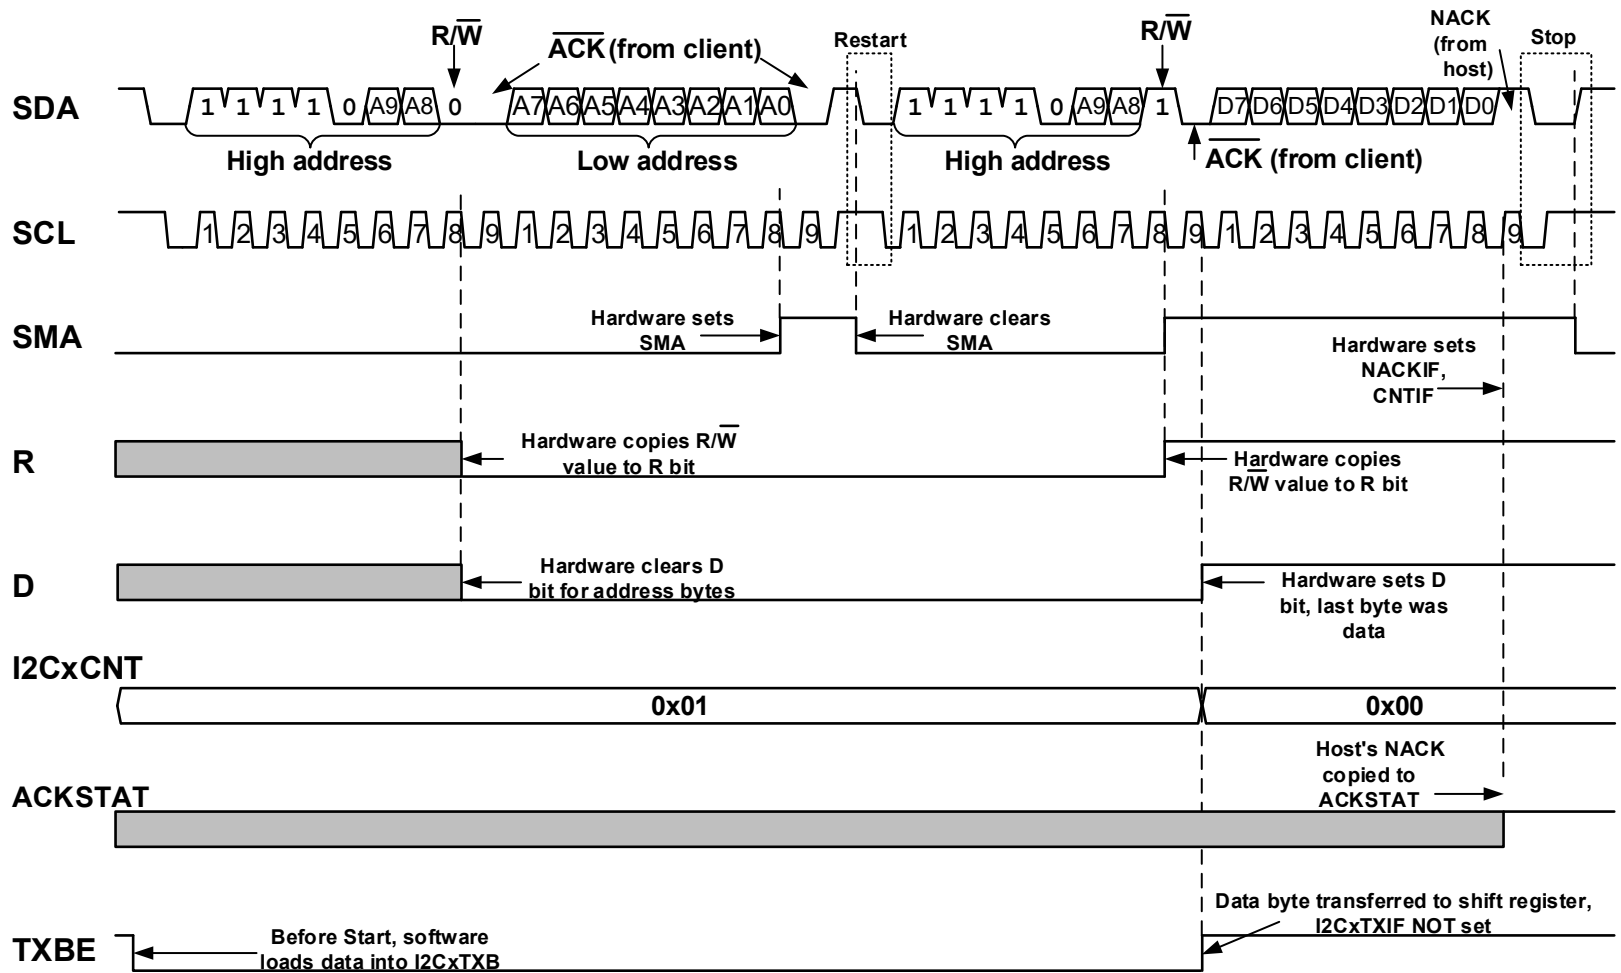 R/W
ACK (from client)
Restart
R/W
NACK
(from
host)
Stop
SDA
1 1 1 1 0 A9 A8 0 A7 A6 A5 A4 A3 A2 A1 A0 1 1 1 1 0 A9 A8 1 D7 D6 D5 D4 D3 D2 D1 D0
High address
Low address
High address
ACK (from client)
SCL
1 2 3 4 5 6 7 8 9 1 2 3 4 5 6 7 8 9 1 2 3 4 5 6 7 8 9 1 2 3 4 5 6 7 8 9
SMA
Hardware sets
SMA
Hardware clears
SMA
Hardware sets
NACKIF,
CNTIF
R
Hardware copies R/W
value to R bit
Hardware copies
R/W value to R bit
D
Hardware clears D
bit for address bytes
Hardware sets D
bit, last byte was
data
I2CxCNT
0x01
0x00
ACKSTAT
Host's NACK
copied to
ACKSTAT
TXBE
Before Start, software
loads data into I2CxTXB
Data byte transferred to shift register,
I2CxTXIF NOT set